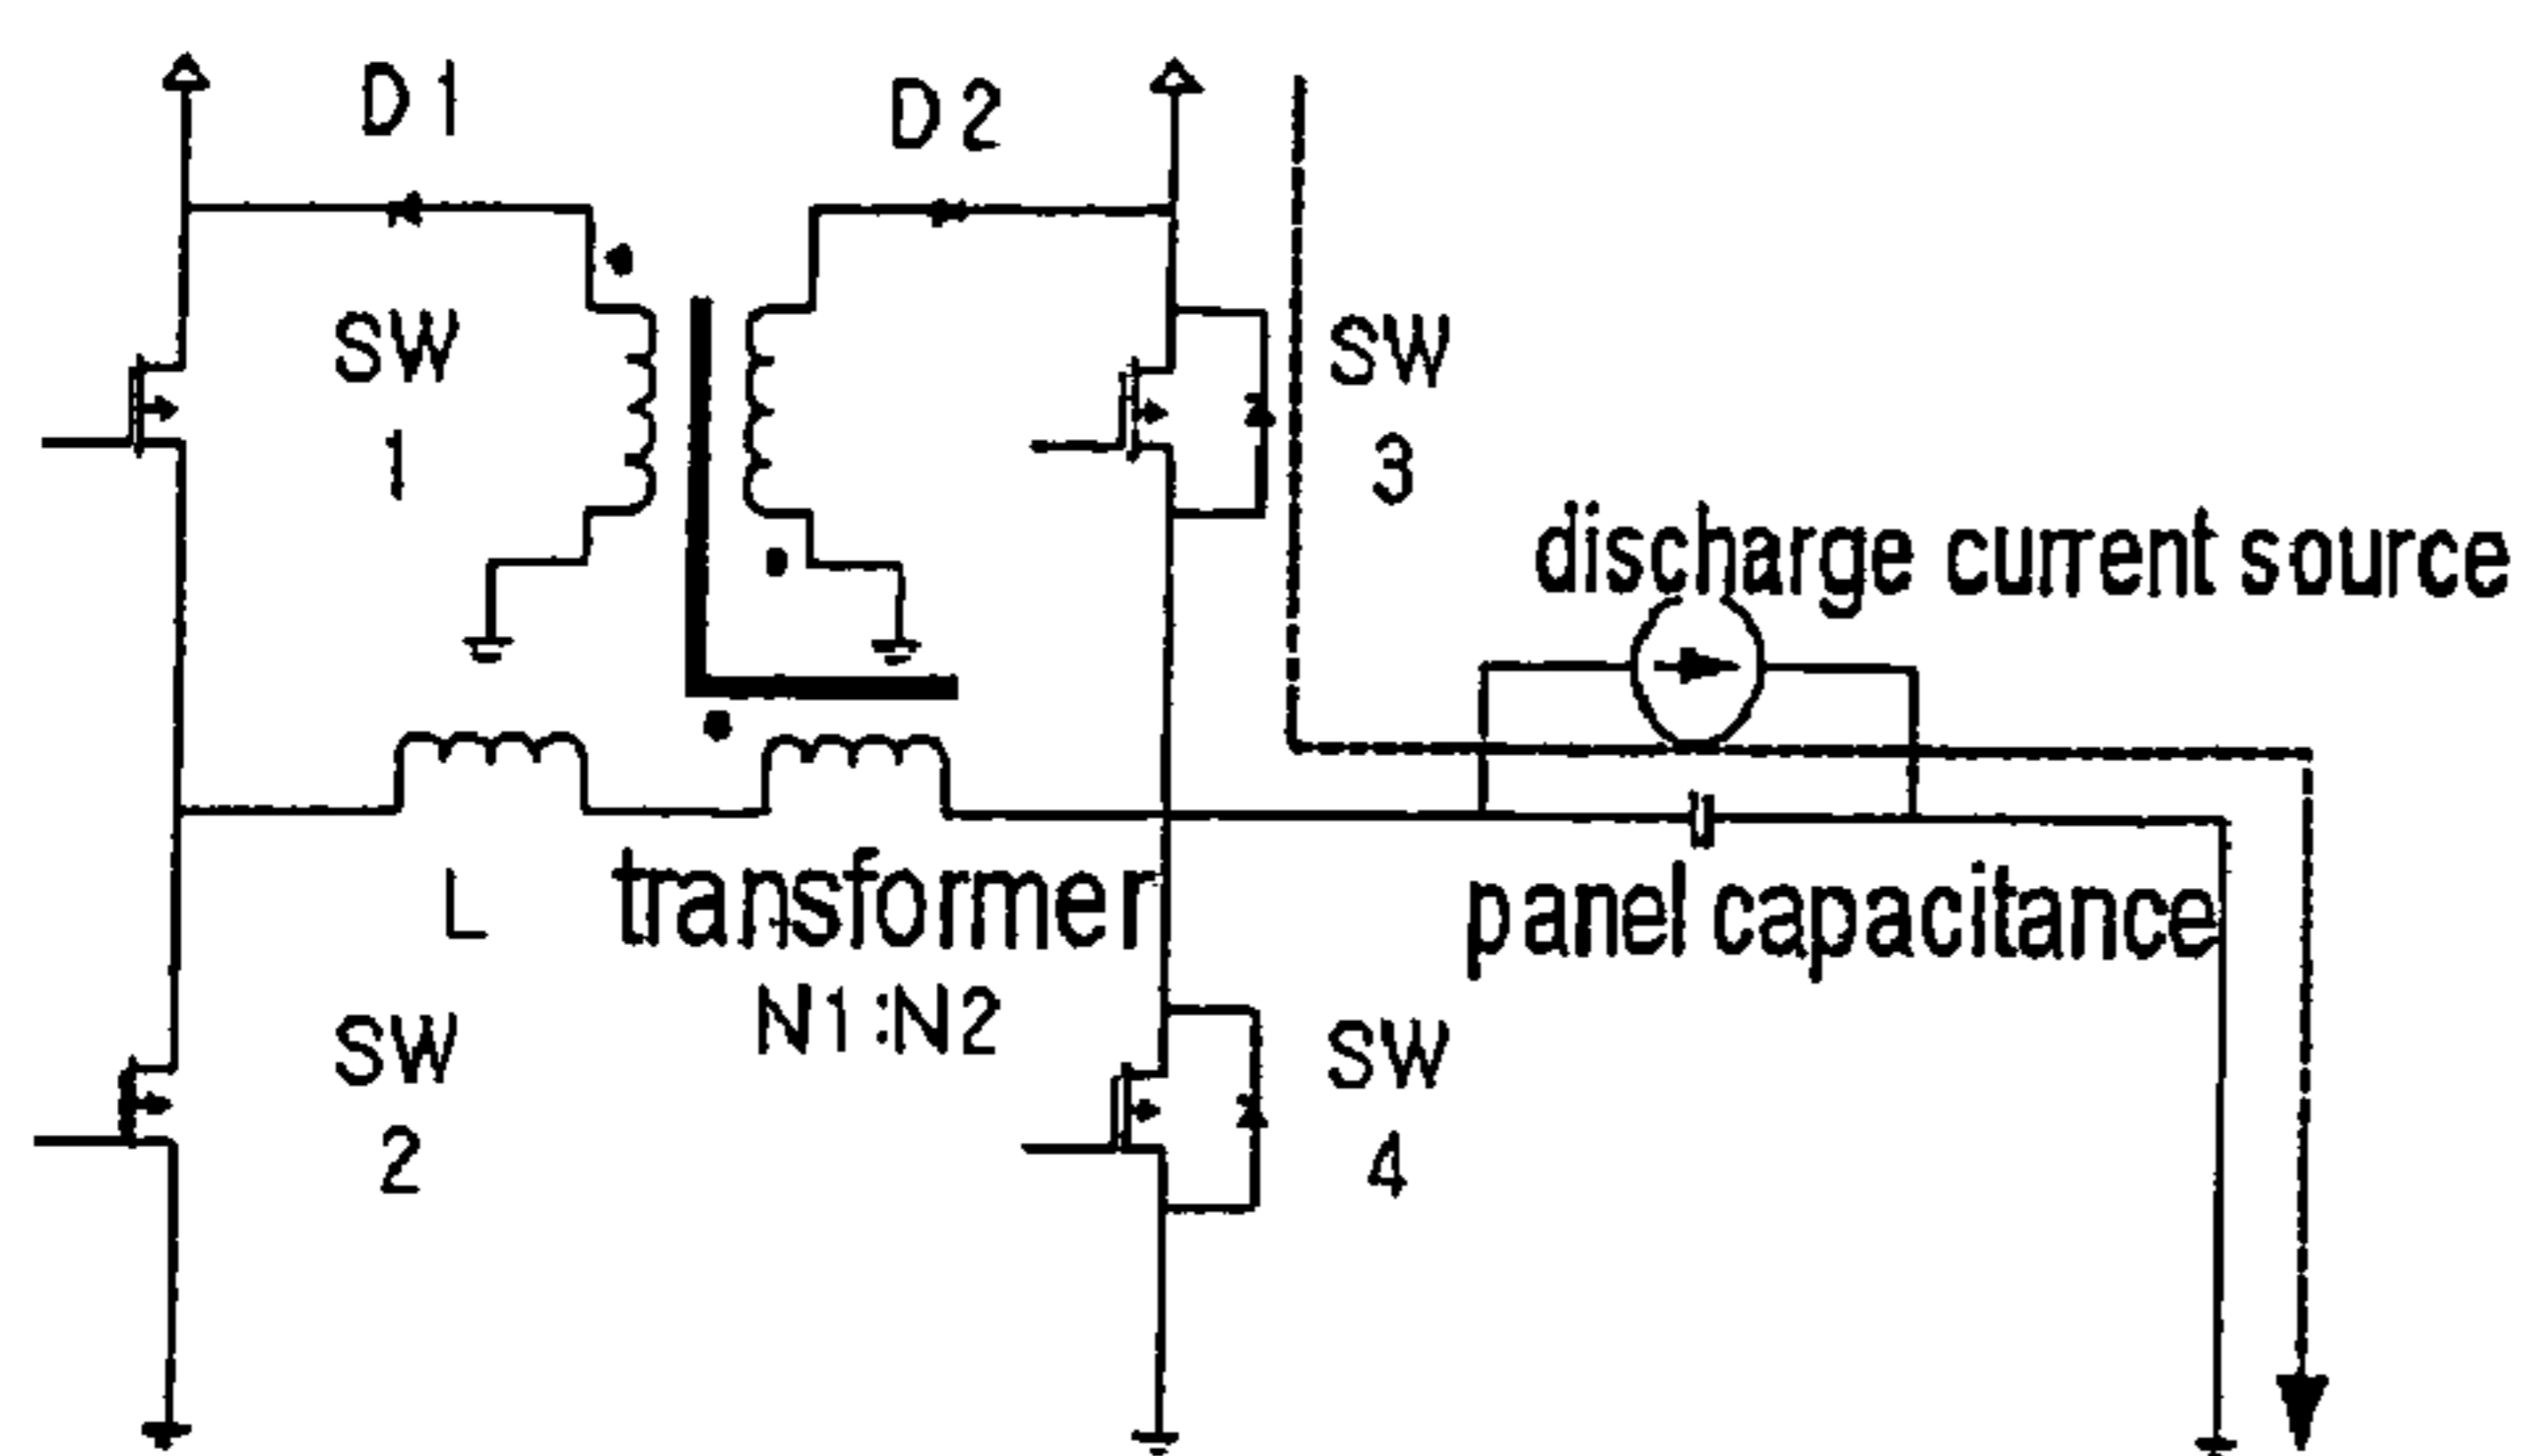 D1
D2
SW
1
SW
3
discharge current source
L
transformer
N1:N2
panel capacitance
SW
2
SW
4